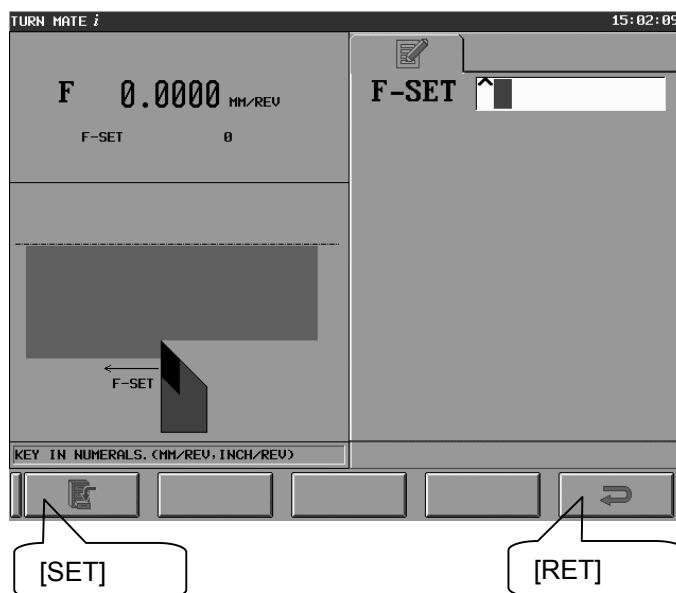 TURN MATE i 15:02:09
F 0.0000 MM/REV
F-SET 0
F-SET ^
F-SET
KEY IN NUMERALS. (MM/REV,INCH/REV)
[SET] [RET]